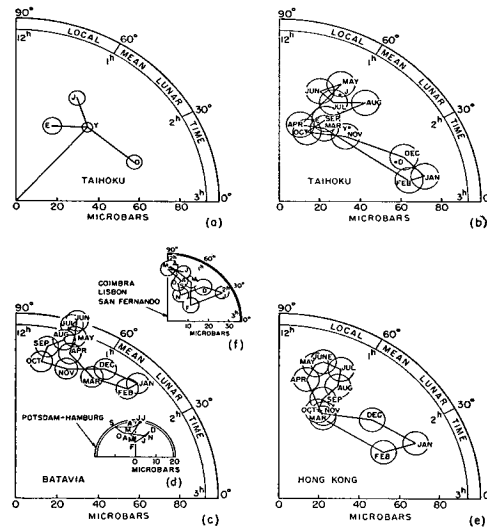 90°
12h
LOCAL MEAN LUNAR TIME
60°
1h
30°
2h
3h
0°
J
E
Y
D
TAIHOKU
0 20 40 60 80
MICROBARS
(a)
90°
12h
LOCAL MEAN LUNAR TIME
60°
1h
30°
2h
3h
0°
MAY
JUN
J
JUL
AUG
SEP
APR
MAR
OCT
Y
NOV
DEC
D
FEB
JAN
TAIHOKU
0 20 40 60 80
MICROBARS
(b)
COIMBRA
LISBON
SAN FERNANDO
90°
12h
60°
1h
30°
2h
3h
0°
10 20 30
MICROBARS
(f)
90°
LOCAL MEAN LUNAR TIME
60°
1h
30°
2h
3h
0°
JUL
JUN
AUG
MAY
SEP
APR
OCT
NOV
MAR
DEC
FEB
JAN
POTSDAM-HAMBURG
S
A
JJ
M
D
O
A
M
J
N
F
0 20
MICROBARS
(d)
BATAVIA
0 20 40 60 80
MICROBARS
(c)
90°
12h
LOCAL MEAN LUNAR TIME
60°
1h
30°
2h
3h
0°
MAY
JUNE
JUL
APR
AUG
SEP
OCT
NOV
MAR
DEC
FEB
JAN
HONG KONG
0 20 40 60 80
MICROBARS
(e)